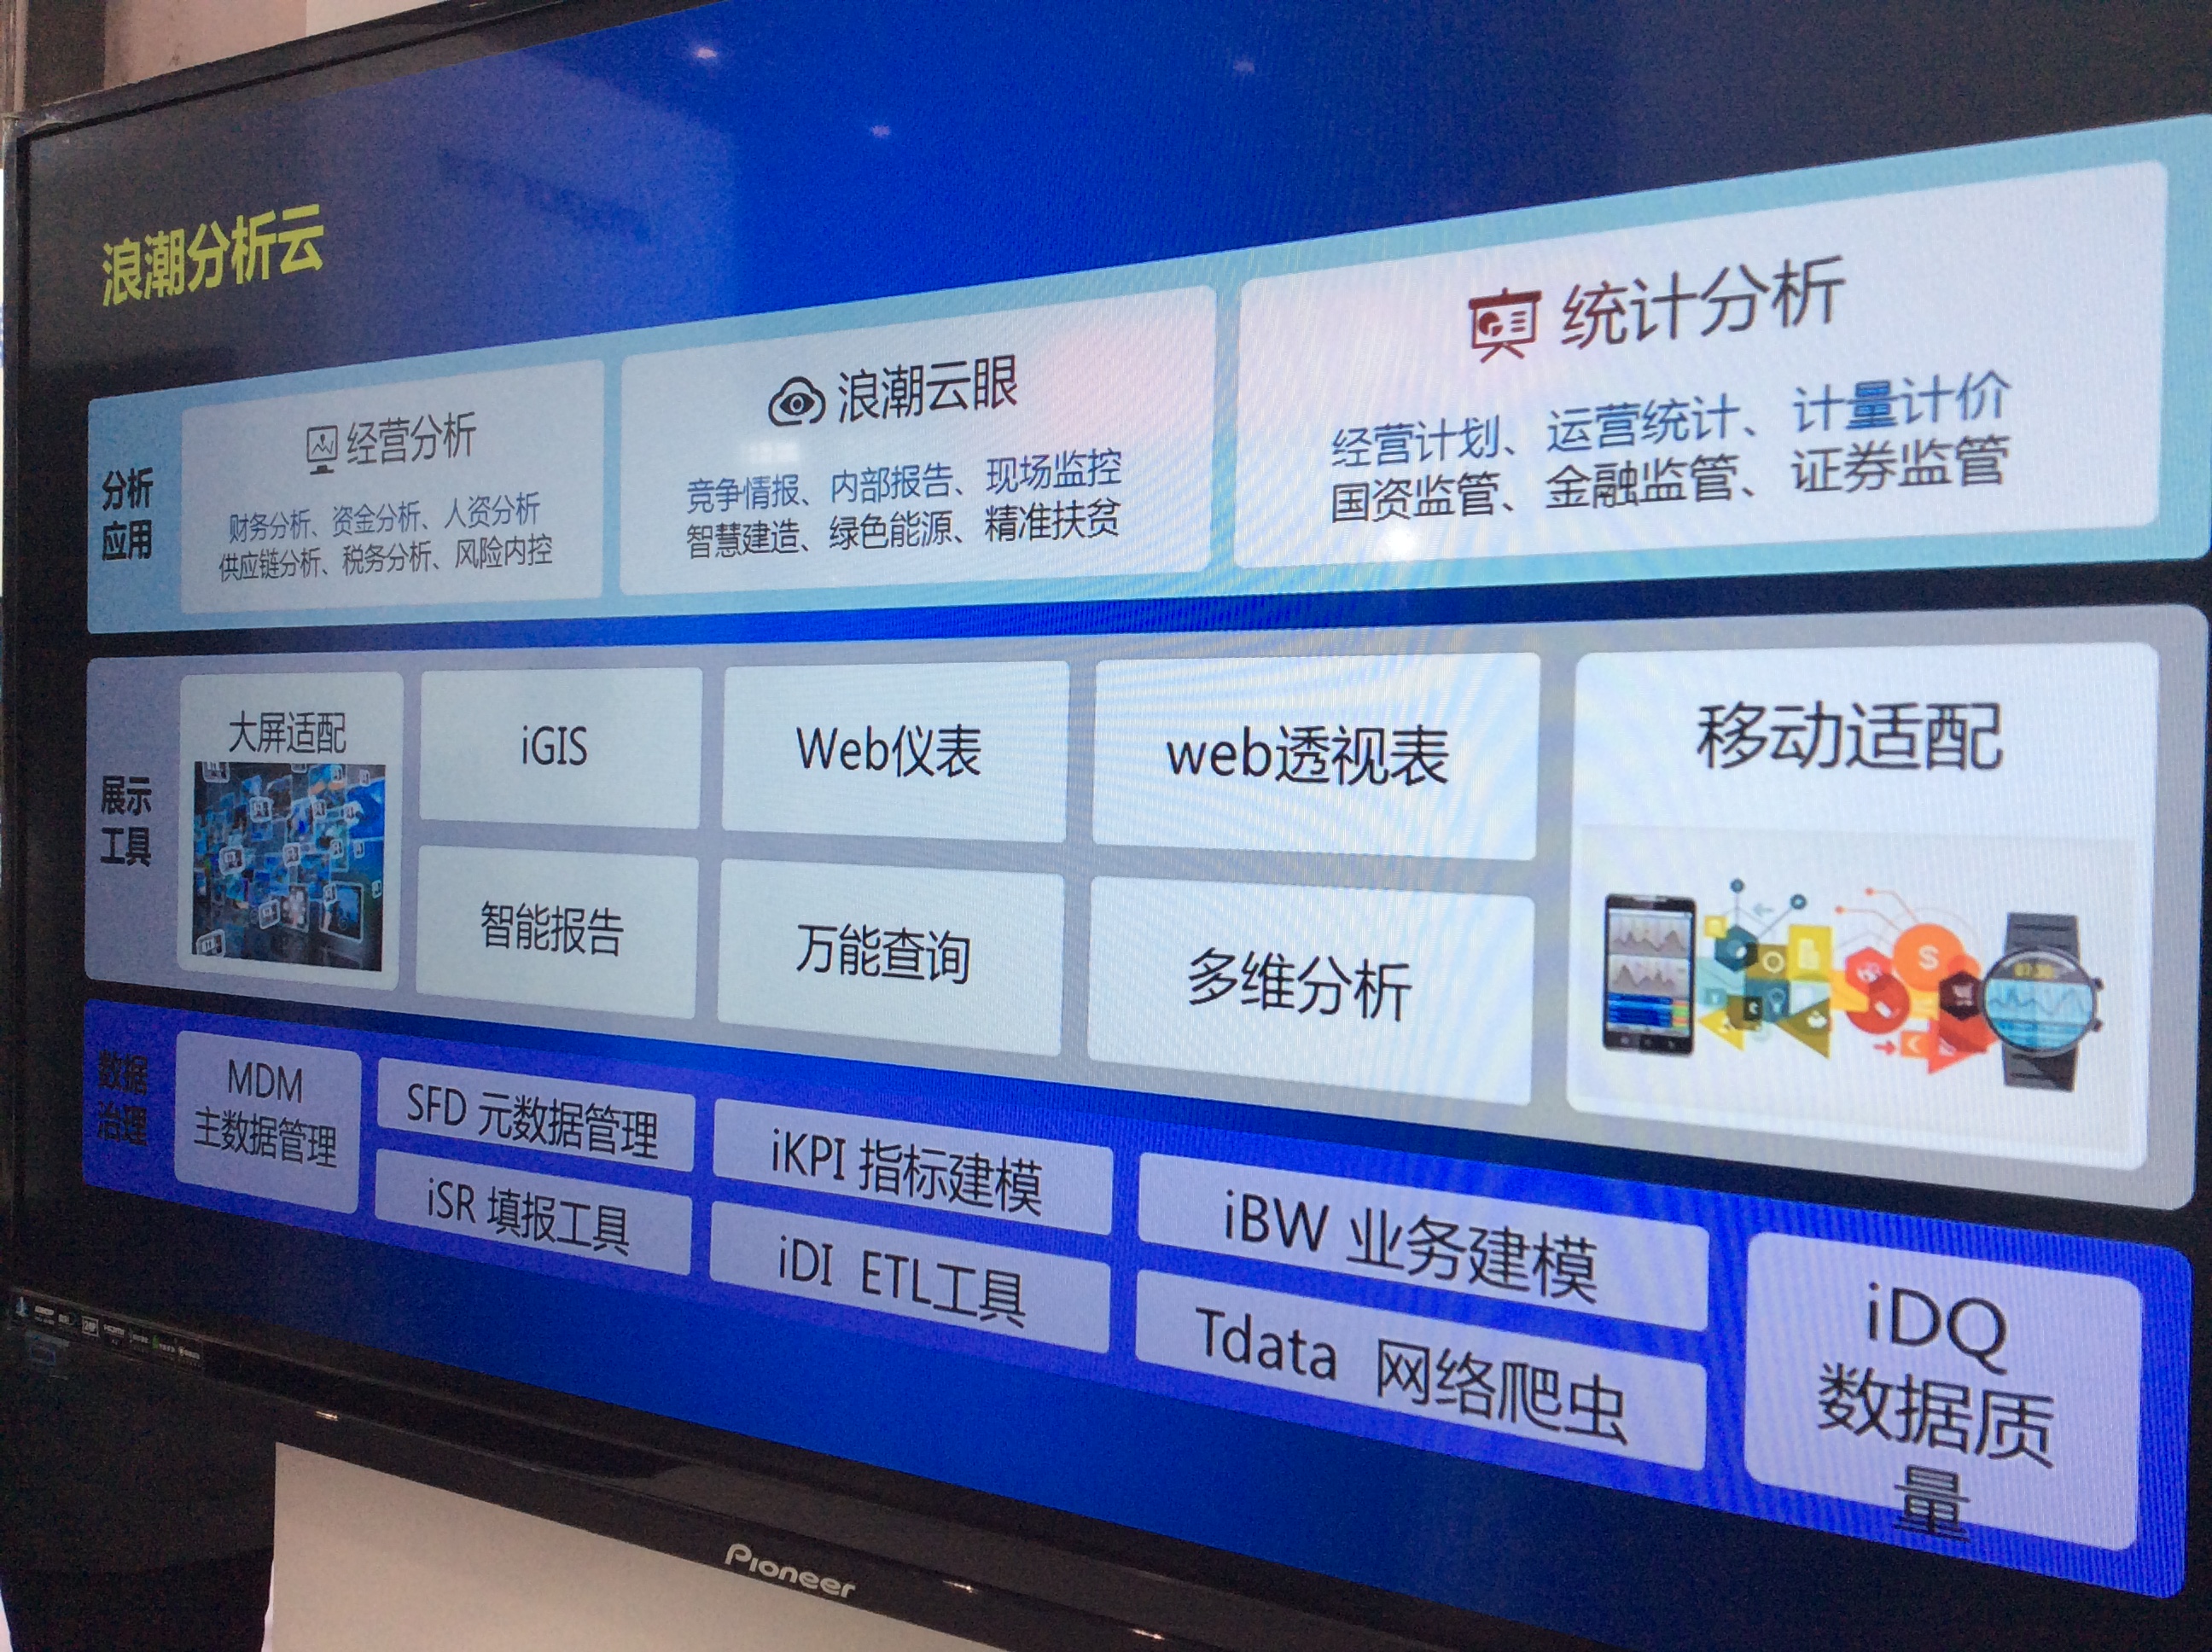 浪潮分析云
分析
应用
经营分析
财务分析、资金分析、人资分析
供应链分析、税务分析、风险内控
浪潮云眼
竞争情报、内部报告、现场监控
智慧建造、绿色能源、精准扶贫
统计分析
经营计划、运营统计、计量计价
国资监管、金融监管、证券监管
展示
工具
大屏适配
iGIS
Web仪表
web透视表
智能报告
万能查询
多维分析
移动适配
数据
治理
MDM
主数据管理
SFD 元数据管理
iSR 填报工具
iKPI 指标建模
iDI ETL工具
iBW 业务建模
Tdata 网络爬虫
iDQ
数据质
量
Pioneer